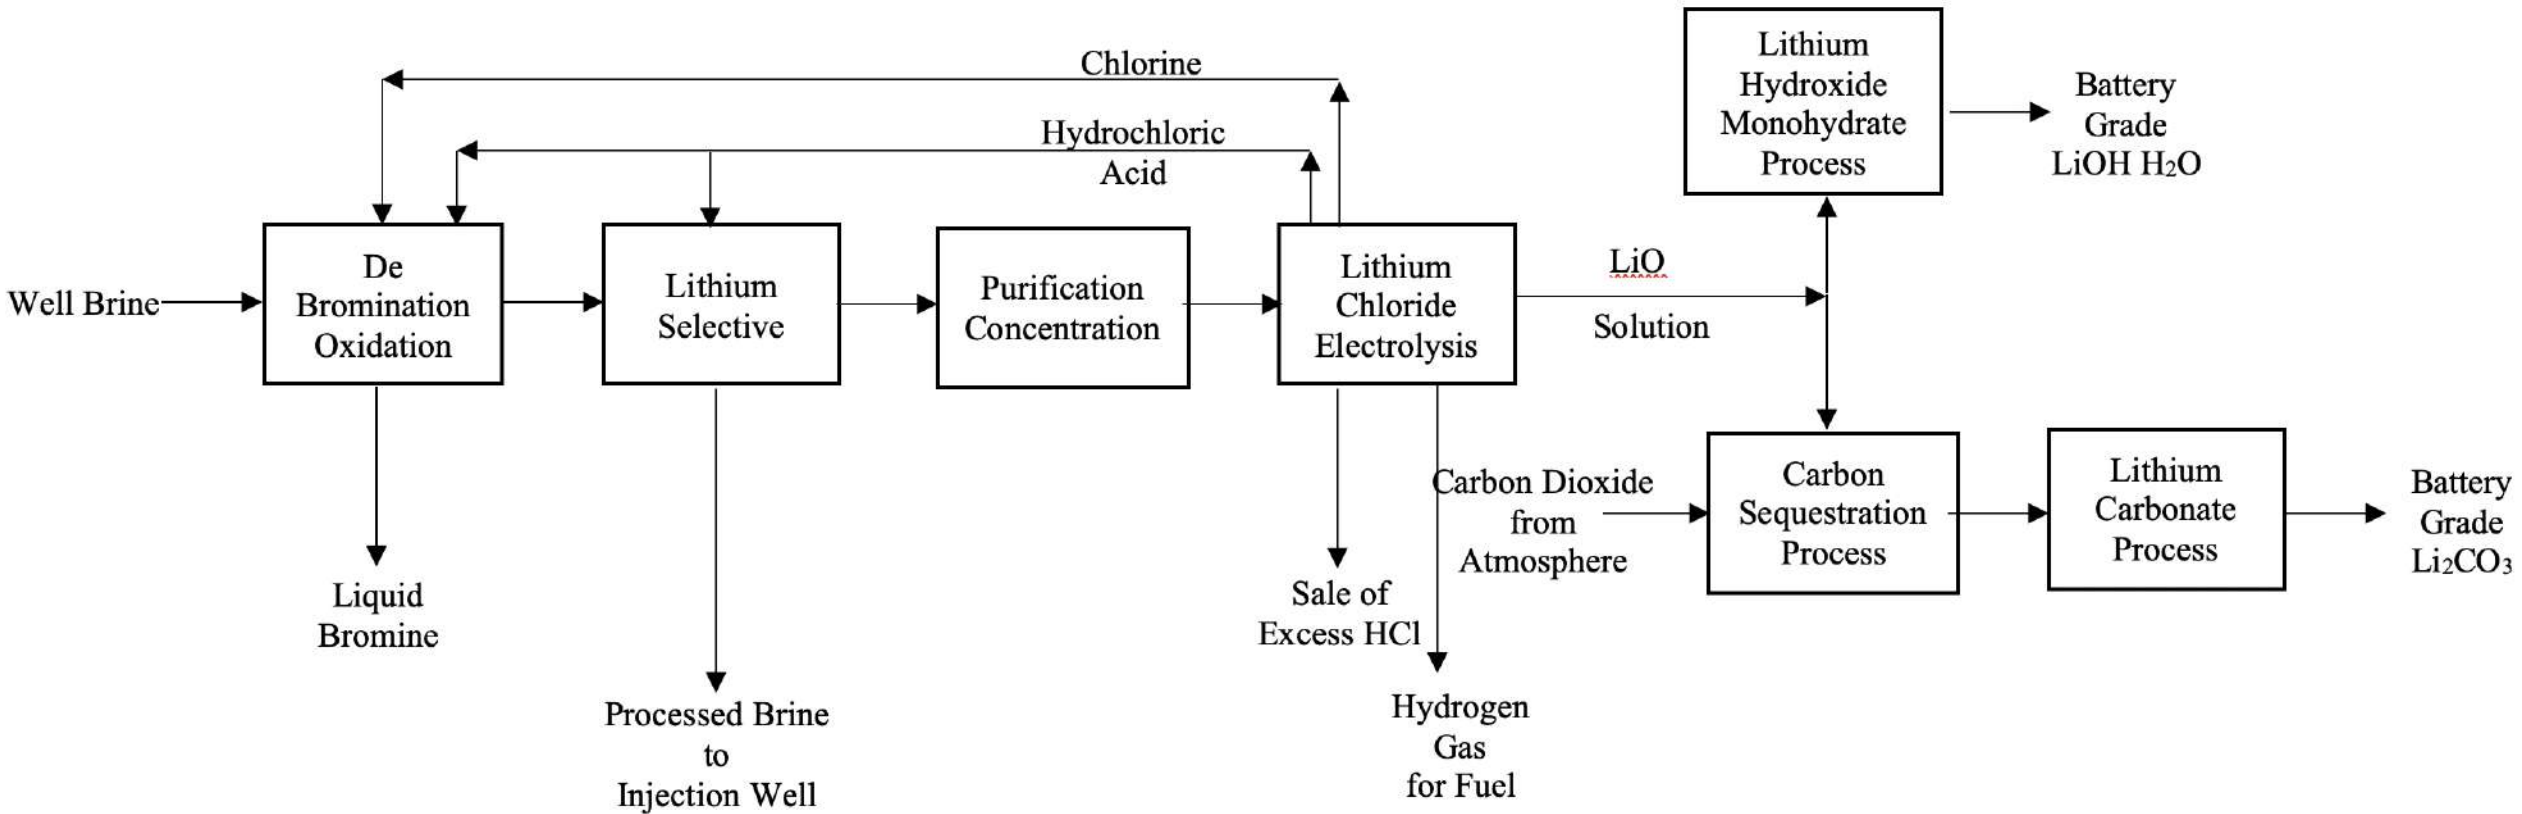 Chlorine
Hydrochloric
Acid
Lithium
Hydroxide
Monohydrate
Process
Battery
Grade
LiOH H₂O
Well Brine
De
Bromination
Oxidation
Lithium
Selective
Purification
Concentration
Lithium
Chloride
Electrolysis
LiO
Solution
Liquid
Bromine
Processed Brine
to
Injection Well
Sale of
Excess HCl
Hydrogen
Gas
for Fuel
Carbon Dioxide
from
Atmosphere
Carbon
Sequestration
Process
Lithium
Carbonate
Process
Battery
Grade
Li₂CO₃